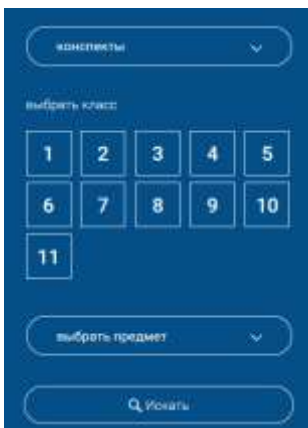 конспекты
выбрать класс
1 2 3 4 5
6 7 8 9 10
11
выбрать предмет
Искать